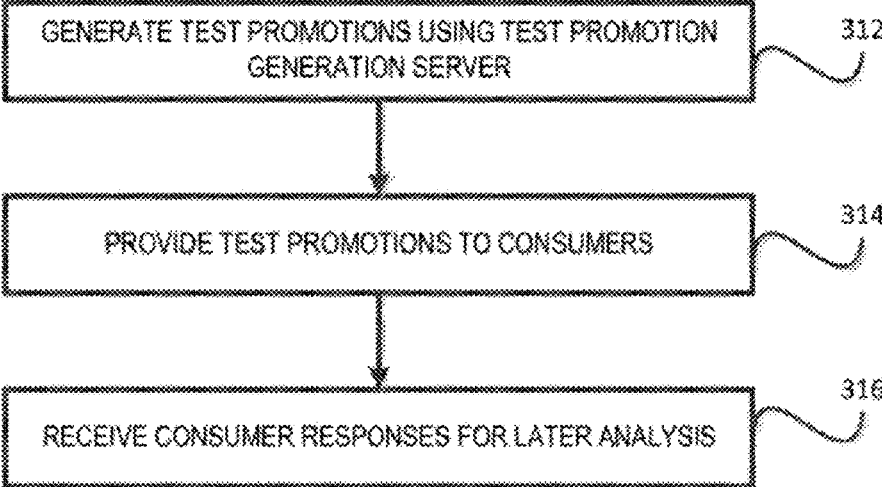 GENERATE TEST PROMOTIONS USING TEST PROMOTION
GENERATION SERVER
312
PROVIDE TEST PROMOTIONS TO CONSUMERS
314
RECEIVE CONSUMER RESPONSES FOR LATER ANALYSIS
316